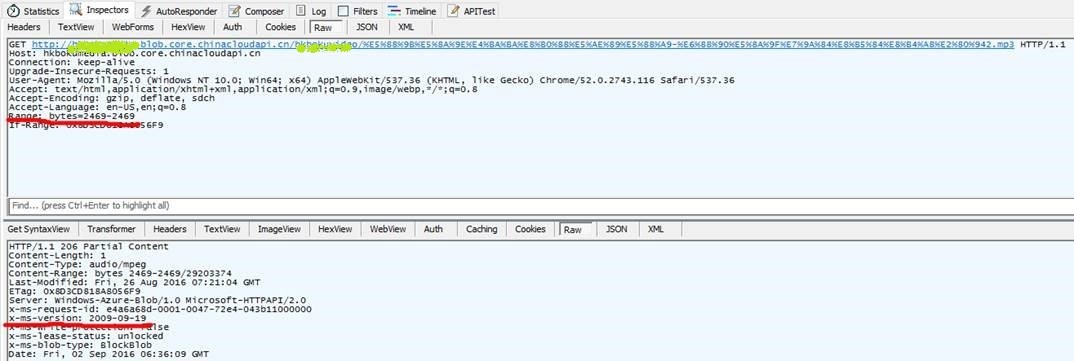 Statistics Inspectors AutoResponder Composer Log Filters Timeline APITest
Headers TextView WebForms HexView Auth Cookies Raw JSON XML
GET http://h blob.core.chinacloudapi.cn/ /%E5%88%9B%E5%8A%9E%E4%BA%BA%E8%80%88%E5%AE%89%E5%88%A9-%E6%88%90%E5%8A%9F%E7%9A%84%E8%B5%84%E8%B4%A8%E2%80%942.mp3 HTTP/1.1
Host: hkbokumedia.blob.core.chinacloudapi.cn
Connection: keep-alive
Upgrade-Insecure-Requests: 1
User-Agent: Mozilla/5.0 (Windows NT 10.0; Win64; x64) AppleWebKit/537.36 (KHTML, like Gecko) Chrome/52.0.2743.116 Safari/537.36
Accept: text/html,application/xhtml+xml,application/xml;q=0.9,image/webp,*/*;q=0.8
Accept-Encoding: gzip, deflate, sdch
Accept-Language: en-US,en;q=0.8
Range: bytes=2469-2469
If-Range: 0x8D3CD818A8056F9
Find... (press Ctrl+Enter to highlight all)
Get SyntaxView Transformer Headers TextView ImageView HexView WebView Auth Caching Cookies Raw JSON XML
HTTP/1.1 206 Partial Content
Content-Length: 1
Content-Type: audio/mpeg
Content-Range: bytes 2469-2469/29203374
Last-Modified: Fri, 26 Aug 2016 07:21:04 GMT
ETag: 0x8D3CD818A8056F9
Server: Windows-Azure-Blob/1.0 Microsoft-HTTPAPI/2.0
x-ms-request-id: e4a6a68d-0001-0047-72e4-043b11000000
x-ms-version: 2009-09-19
x-ms-write-protection: false
x-ms-lease-status: unlocked
x-ms-blob-type: BlockBlob
Date: Fri, 02 Sep 2016 06:36:09 GMT